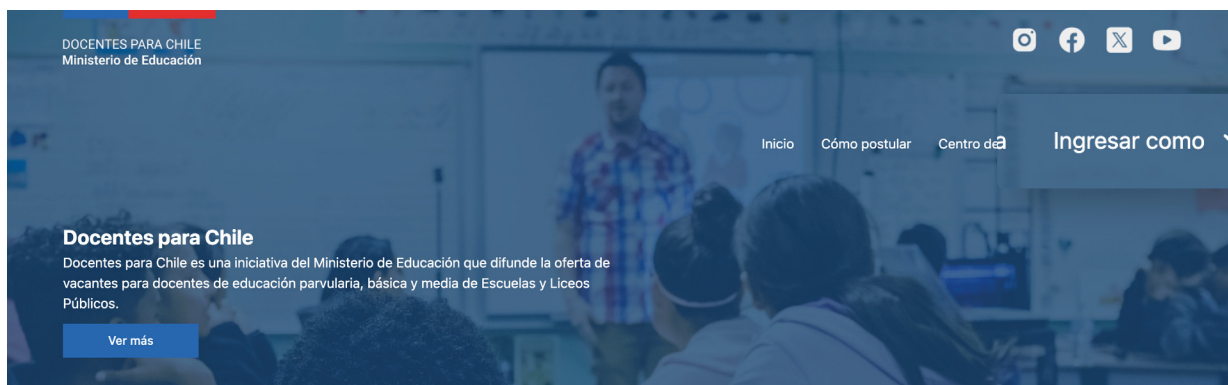 DOCENTES PARA CHILE
Ministerio de Educación
Inicio Cómo postular Centro de a Ingresar como
Docentes para Chile
Docentes para Chile es una iniciativa del Ministerio de Educación que difunde la oferta de
vacantes para docentes de educación parvularia, básica y media de Escuelas y Liceos
Públicos.
Ver más